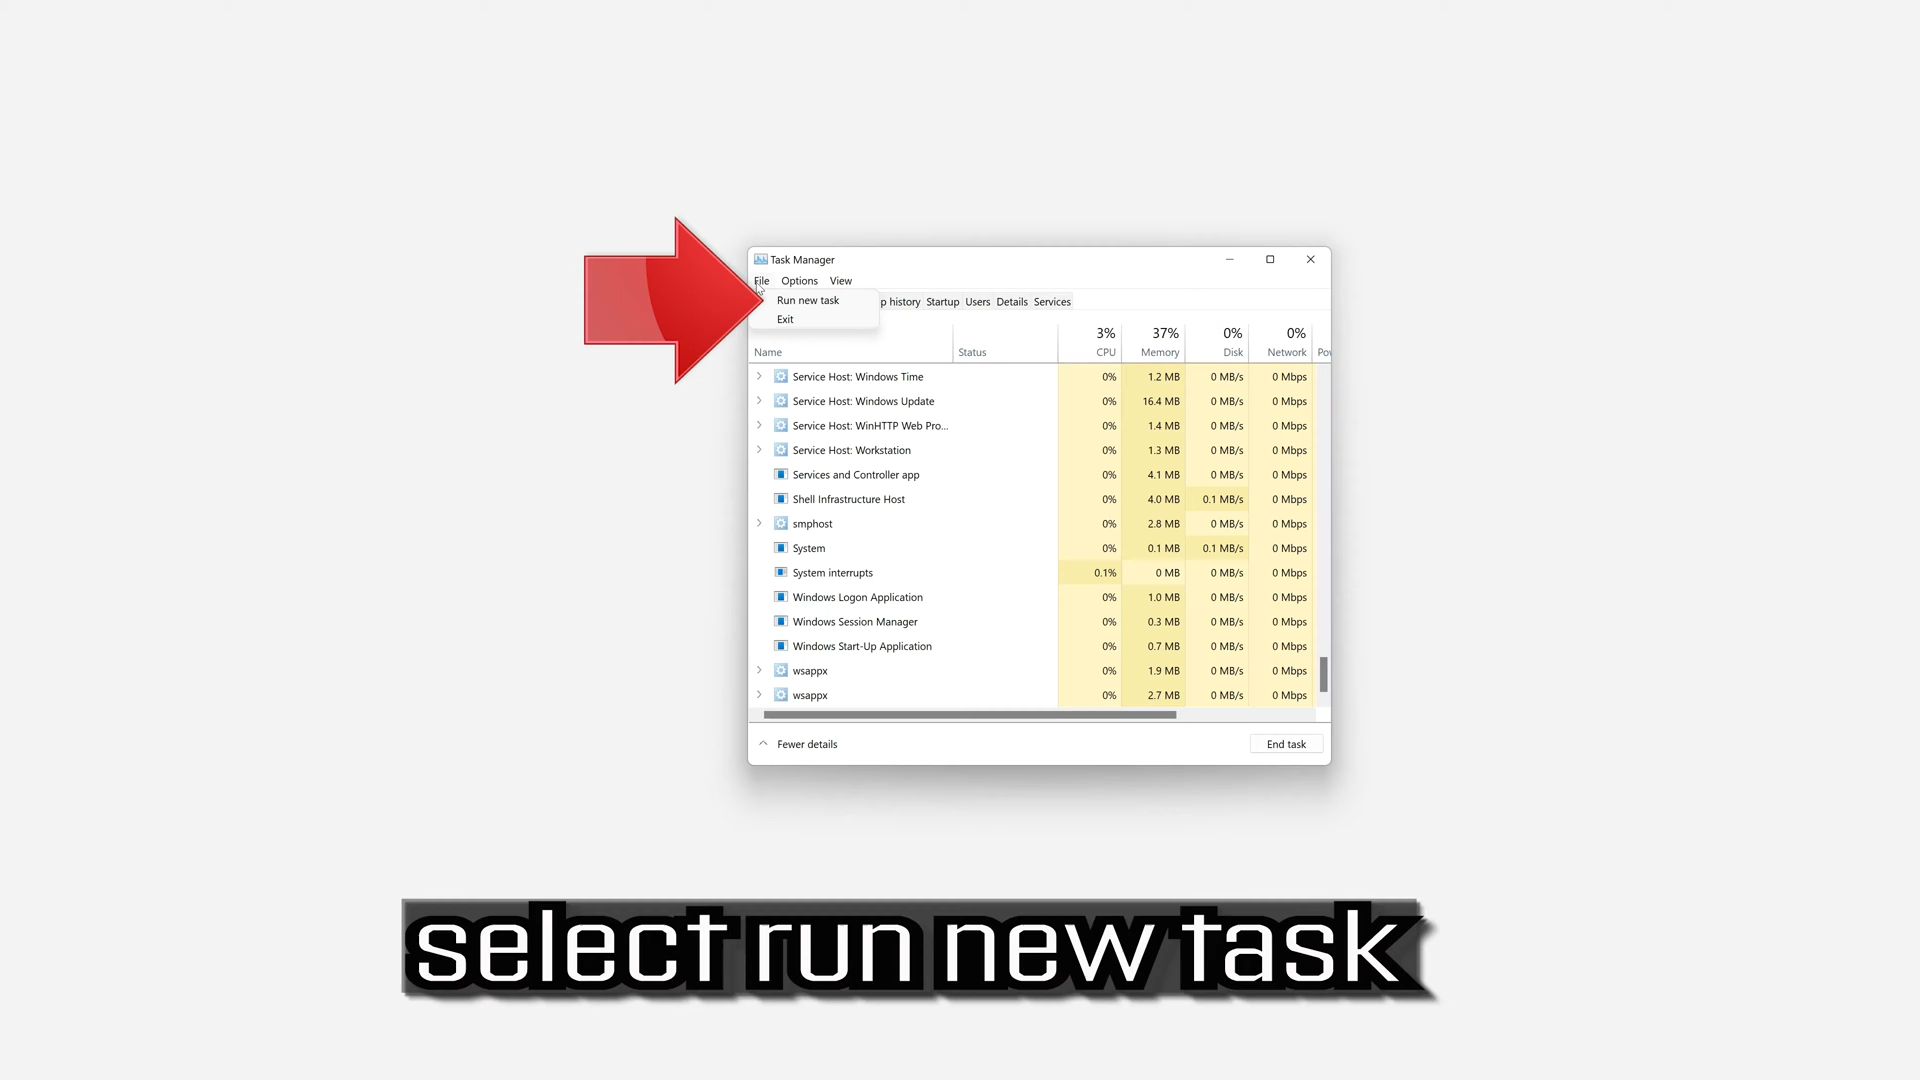 Task Manager
File Options View
Run new task
p history Startup Users Details Services
Exit
3% 37% 0% 0%
Name Status CPU Memory Disk Network Pov
Service Host: Windows Time 0% 1.2 MB 0 MB/s 0 Mbps
Service Host: Windows Update 0% 16.4 MB 0 MB/s 0 Mbps
Service Host: WinHTTP Web Pro... 0% 1.4 MB 0 MB/s 0 Mbps
Service Host: Workstation 0% 1.3 MB 0 MB/s 0 Mbps
Services and Controller app 0% 4.1 MB 0 MB/s 0 Mbps
Shell Infrastructure Host 0% 4.0 MB 0.1 MB/s 0 Mbps
smphost 0% 2.8 MB 0 MB/s 0 Mbps
System 0% 0.1 MB 0.1 MB/s 0 Mbps
System interrupts 0.1% 0 MB 0 MB/s 0 Mbps
Windows Logon Application 0% 1.0 MB 0 MB/s 0 Mbps
Windows Session Manager 0% 0.3 MB 0 MB/s 0 Mbps
Windows Start-Up Application 0% 0.7 MB 0 MB/s 0 Mbps
wsappx 0% 1.9 MB 0 MB/s 0 Mbps
wsappx 0% 2.7 MB 0 MB/s 0 Mbps
Fewer details End task
select run new task